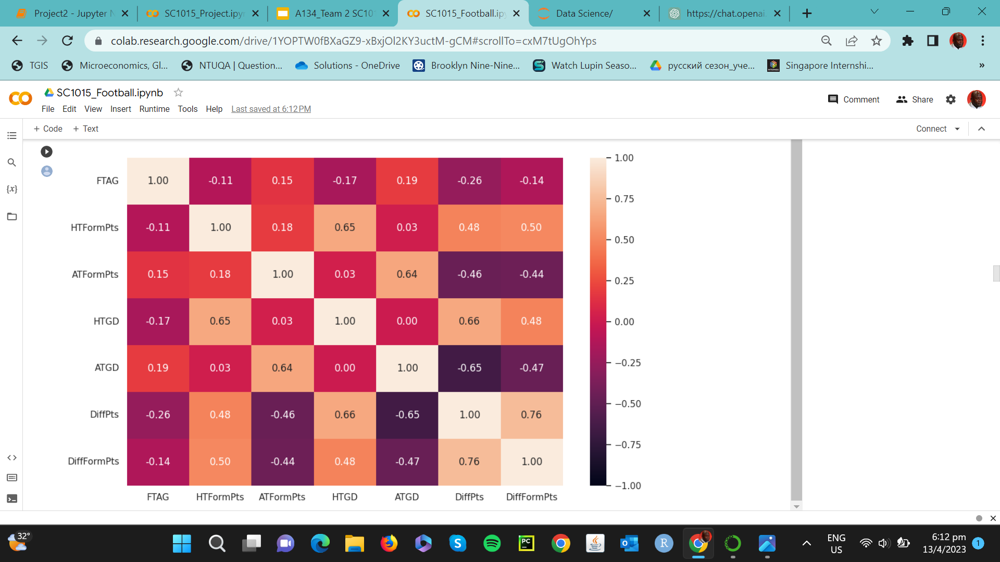 Project2 - Jupyter N
SC1015_Project.ipyn
A134_Team 2 SC101
SC1015_Football.ip
Data Science/
https://chat.openai.
colab.research.google.com/drive/1YOPTW0fBXaGZ9-xBxjOl2KY3uctM-gCM#scrollTo=cxM7tUgOhYps
TGIS
Microeconomics, Gl...
NTUQA | Question...
Solutions - OneDrive
Brooklyn Nine-Nine...
Watch Lupin Seaso...
русский сезон_уче...
Singapore Internshi...
»
SC1015_Football.ipynb
Comment
Share
File Edit View Insert Runtime Tools Help Last saved at 6:12 PM
+ Code + Text
Connect
{x}
FTAG 1.00 -0.11 0.15 -0.17 0.19 -0.26 -0.14
HTFormPts -0.11 1.00 0.18 0.65 0.03 0.48 0.50
ATFormPts 0.15 0.18 1.00 0.03 0.64 -0.46 -0.44
HTGD -0.17 0.65 0.03 1.00 0.00 0.66 0.48
ATGD 0.19 0.03 0.64 0.00 1.00 -0.65 -0.47
DiffPts -0.26 0.48 -0.46 0.66 -0.65 1.00 0.76
DiffFormPts -0.14 0.50 -0.44 0.48 -0.47 0.76 1.00
FTAG HTFormPts ATFormPts HTGD ATGD DiffPts DiffFormPts
1.00
0.75
0.50
0.25
0.00
−0.25
−0.50
−0.75
−1.00
32°
S
PC
R
ENG
US
6:12 pm
13/4/2023
1